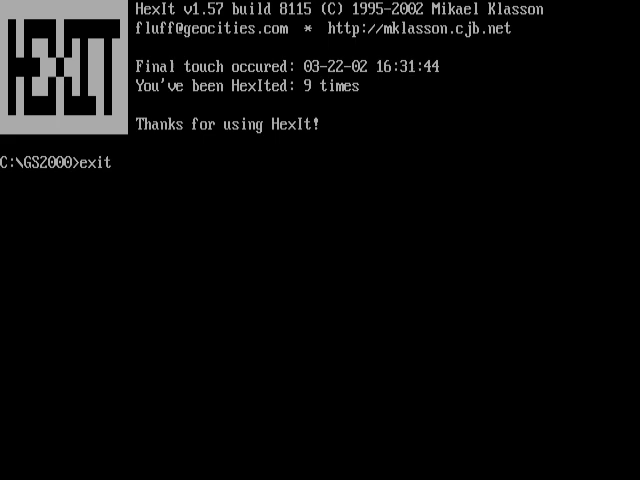 HEXIT
HexIt v1.57 build 8115 (C) 1995-2002 Mikael Klasson
fluff@geocities.com  *  http://mklasson.cjb.net
Final touch occured: 03-22-02 16:31:44
You've been HexIted: 9 times
Thanks for using HexIt!
C:\GS2000>exit